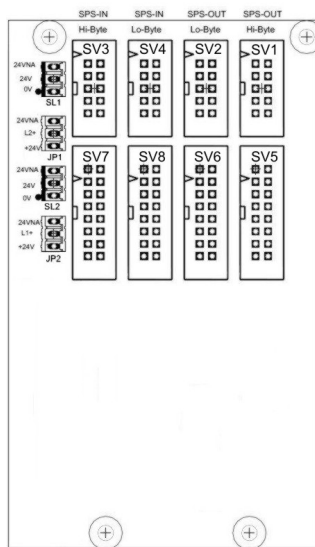 SPS-IN SPS-IN SPS-OUT SPS-OUT
Hi-Byte Lo-Byte Lo-Byte Hi-Byte
SV3 SV4 SV2 SV1
24VNA
24V
0V
SL1
24VNA
L2+
+24V
JP1
SV7 SV8 SV6 SV5
24VNA
24V
0V
SL2
24VNA
L1+
+24V
JP2